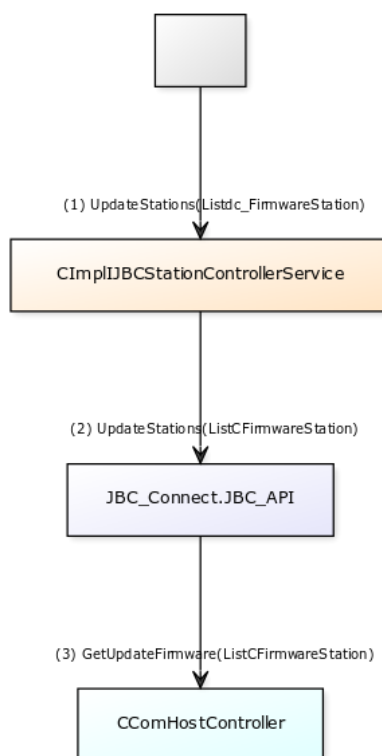 (1) UpdateStations(Listdc_FirmwareStation)
CImplIJBCStationControllerService
(2) UpdateStations(ListCFirmwareStation)
JBC_Connect.JBC_API
(3) GetUpdateFirmware(ListCFirmwareStation)
CComHostController